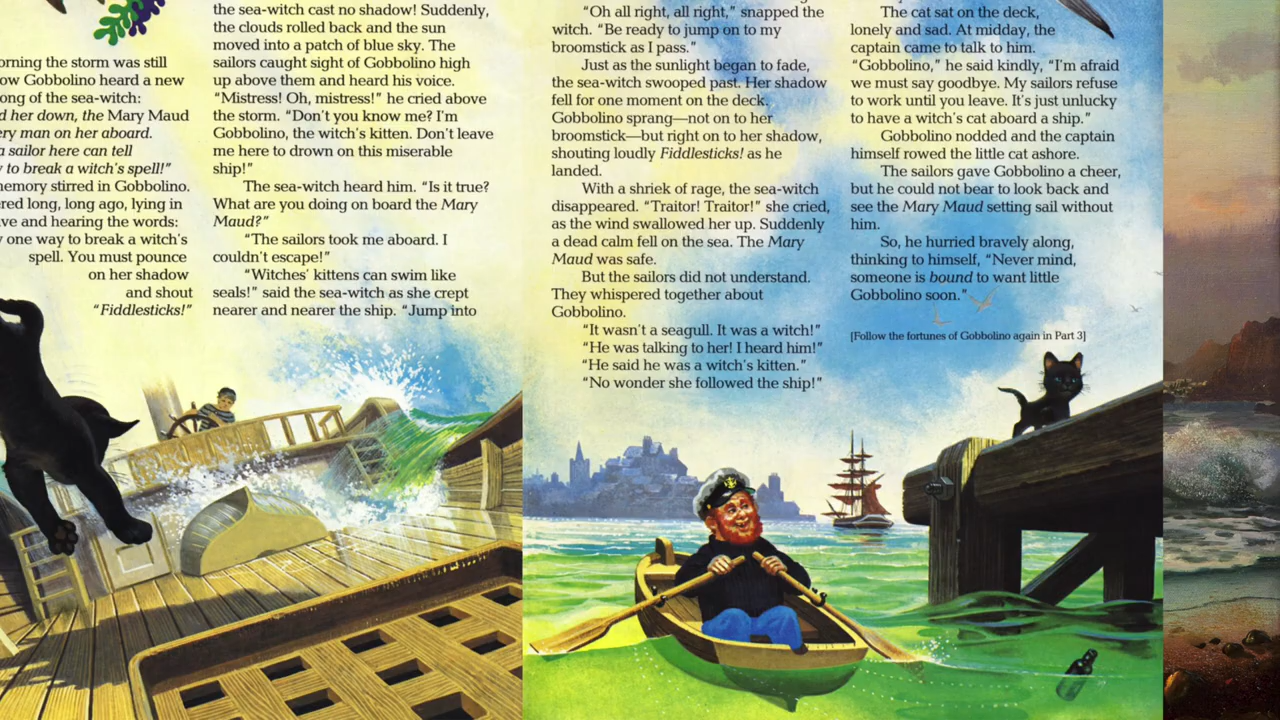 orning the storm was still
ow Gobbolino heard a new
ong of the sea-witch:
d her down, the Mary Maud
ery man on her aboard.
a sailor here can tell
y to break a witch's spell!"
emory stirred in Gobbolino.
ered long, long ago, lying in
ve and hearing the words:
y one way to break a witch's
spell. You must pounce
on her shadow
and shout
"Fiddlesticks!"
the sea-witch cast no shadow! Suddenly,
the clouds rolled back and the sun
moved into a patch of blue sky. The
sailors caught sight of Gobbolino high
up above them and heard his voice.
"Mistress! Oh, mistress!" he cried above
the storm. "Don't you know me? I'm
Gobbolino, the witch's kitten. Don't leave
me here to drown on this miserable
ship!"
The sea-witch heard him. "Is it true?
What are you doing on board the Mary
Maud?"
"The sailors took me aboard. I
couldn't escape!"
"Witches' kittens can swim like
seals!" said the sea-witch as she crept
nearer and nearer the ship. "Jump into
"Oh all right, all right," snapped the
witch. "Be ready to jump on to my
broomstick as I pass."
Just as the sunlight began to fade,
the sea-witch swooped past. Her shadow
fell for one moment on the deck.
Gobbolino sprang—not on to her
broomstick—but right on to her shadow,
shouting loudly Fiddlesticks! as he
landed.
With a shriek of rage, the sea-witch
disappeared. "Traitor! Traitor!" she cried,
as the wind swallowed her up. Suddenly
a dead calm fell on the sea. The Mary
Maud was safe.
But the sailors did not understand.
They whispered together about
Gobbolino.
"It wasn't a seagull. It was a witch!"
"He was talking to her! I heard him!"
"He said he was a witch's kitten."
"No wonder she followed the ship!"
The cat sat on the deck,
lonely and sad. At midday, the
captain came to talk to him.
"Gobbolino," he said kindly, "I'm afraid
we must say goodbye. My sailors refuse
to work until you leave. It's just unlucky
to have a witch's cat aboard a ship."
Gobbolino nodded and the captain
himself rowed the little cat ashore.
The sailors gave Gobbolino a cheer,
but he could not bear to look back and
see the Mary Maud setting sail without
him.
So, he hurried bravely along,
thinking to himself, "Never mind,
someone is bound to want little
Gobbolino soon."
[Follow the fortunes of Gobbolino again in Part 3]